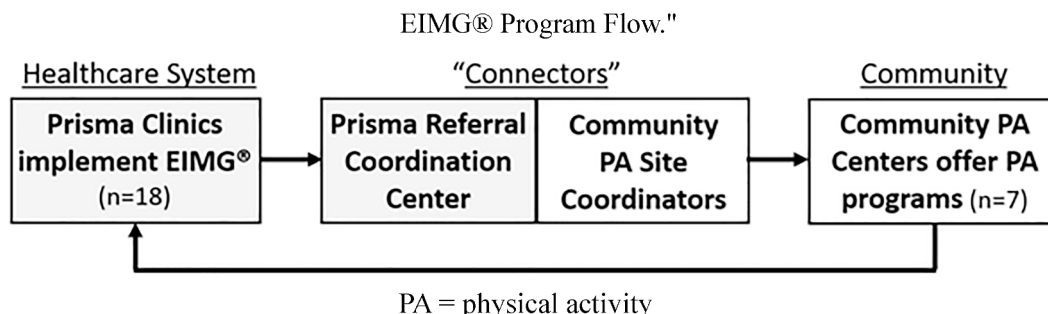 EIMG® Program Flow."
Healthcare System
"Connectors"
Community
Prisma Clinics
implement EIMG®
(n=18)
Prisma Referral
Coordination
Center
Community
PA Site
Coordinators
Community PA
Centers offer PA
programs (n=7)
PA = physical activity